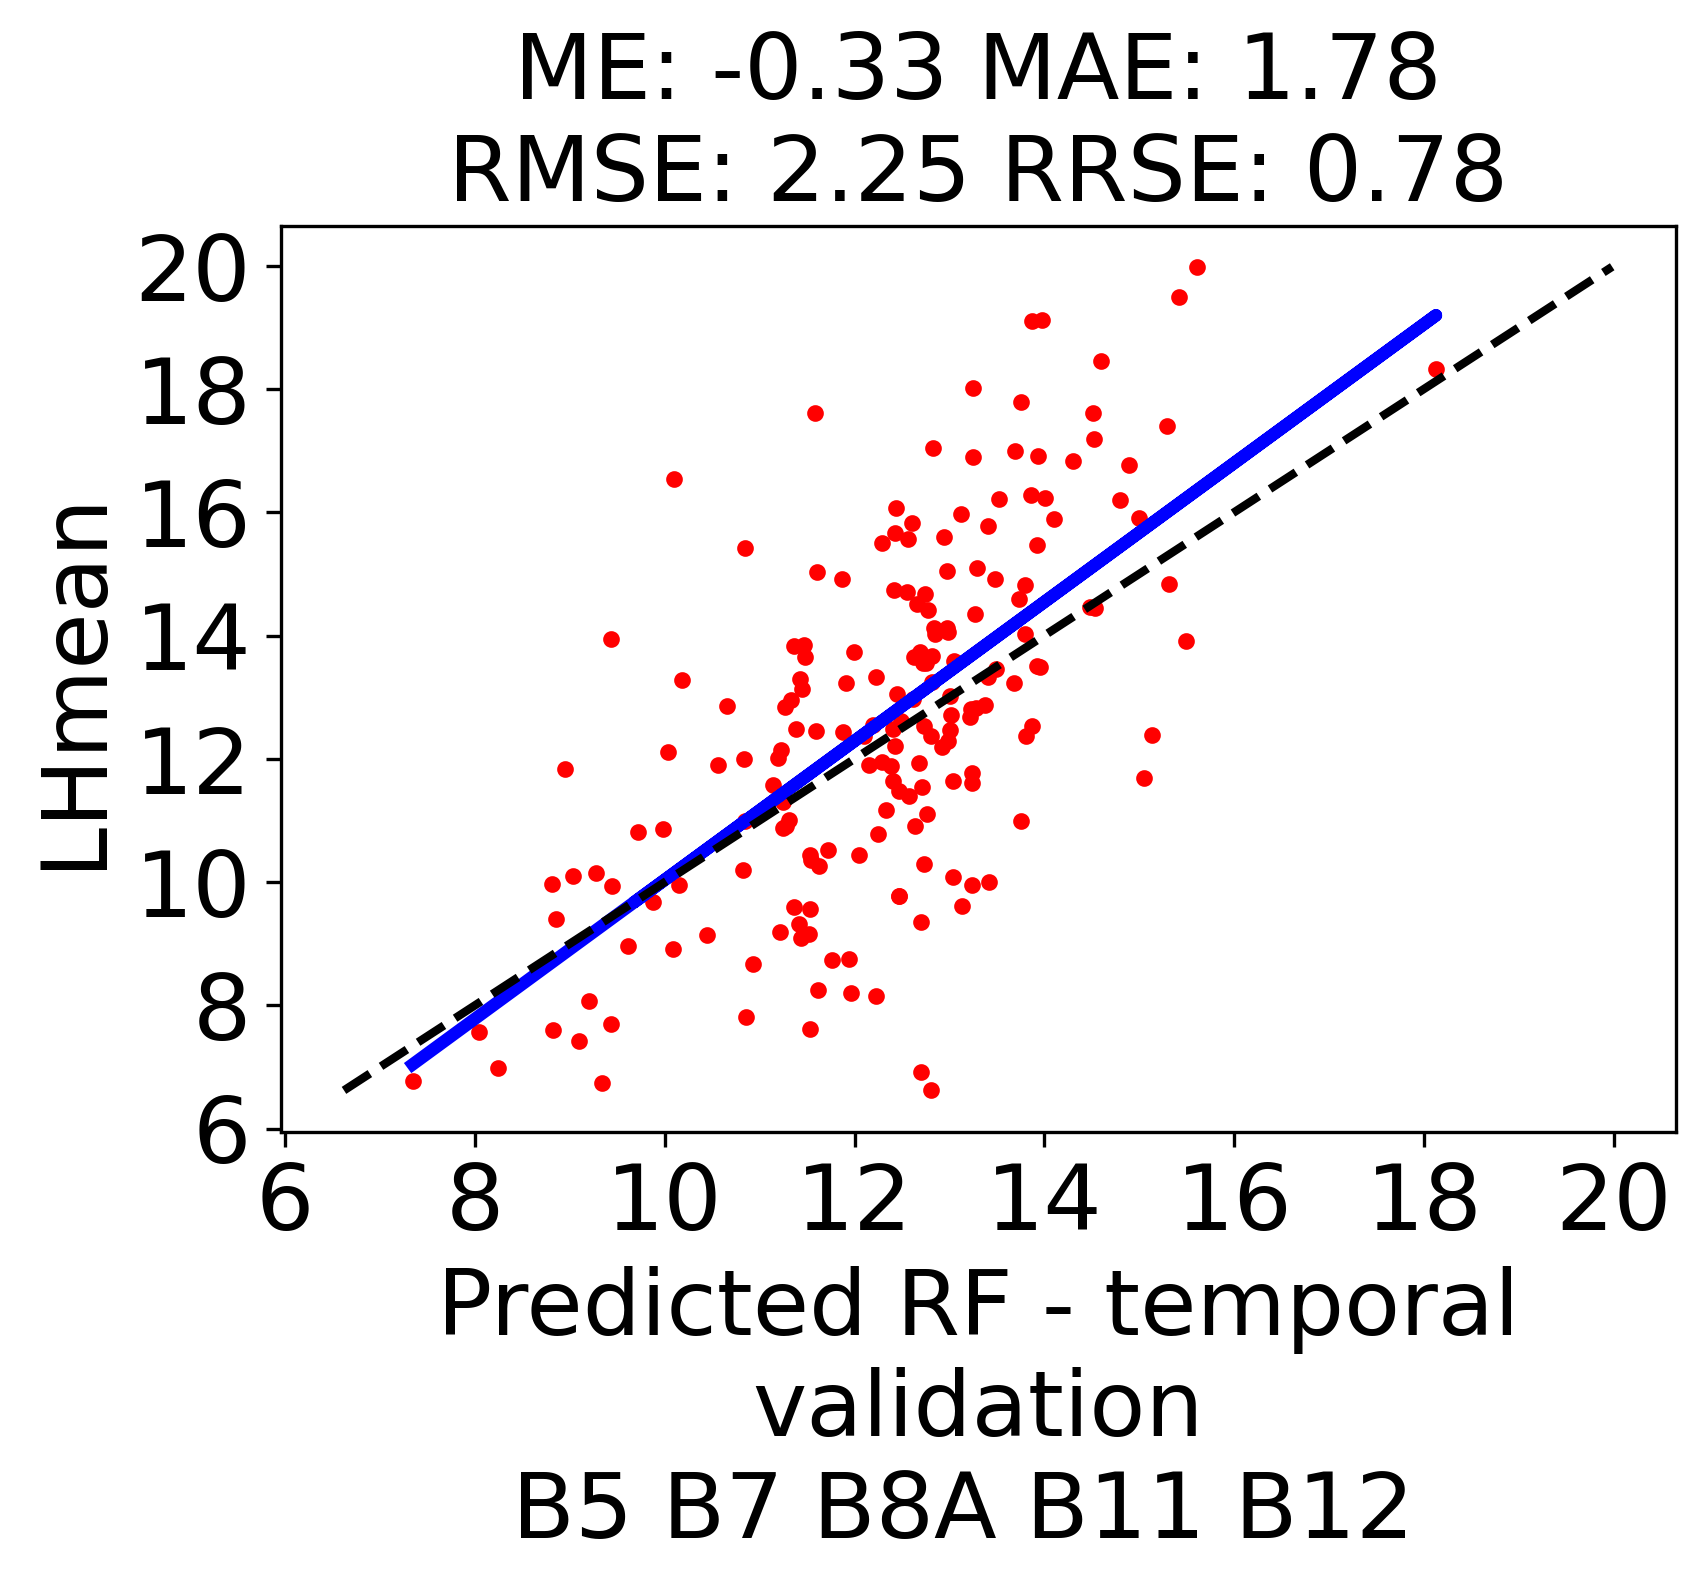 ME: -0.33 MAE: 1.78
RMSE: 2.25 RRSE: 0.78
20
18
16
14
12
10
8
6
LHmean
6 8 10 12 14 16 18 20
Predicted RF - temporal
validation
B5 B7 B8A B11 B12